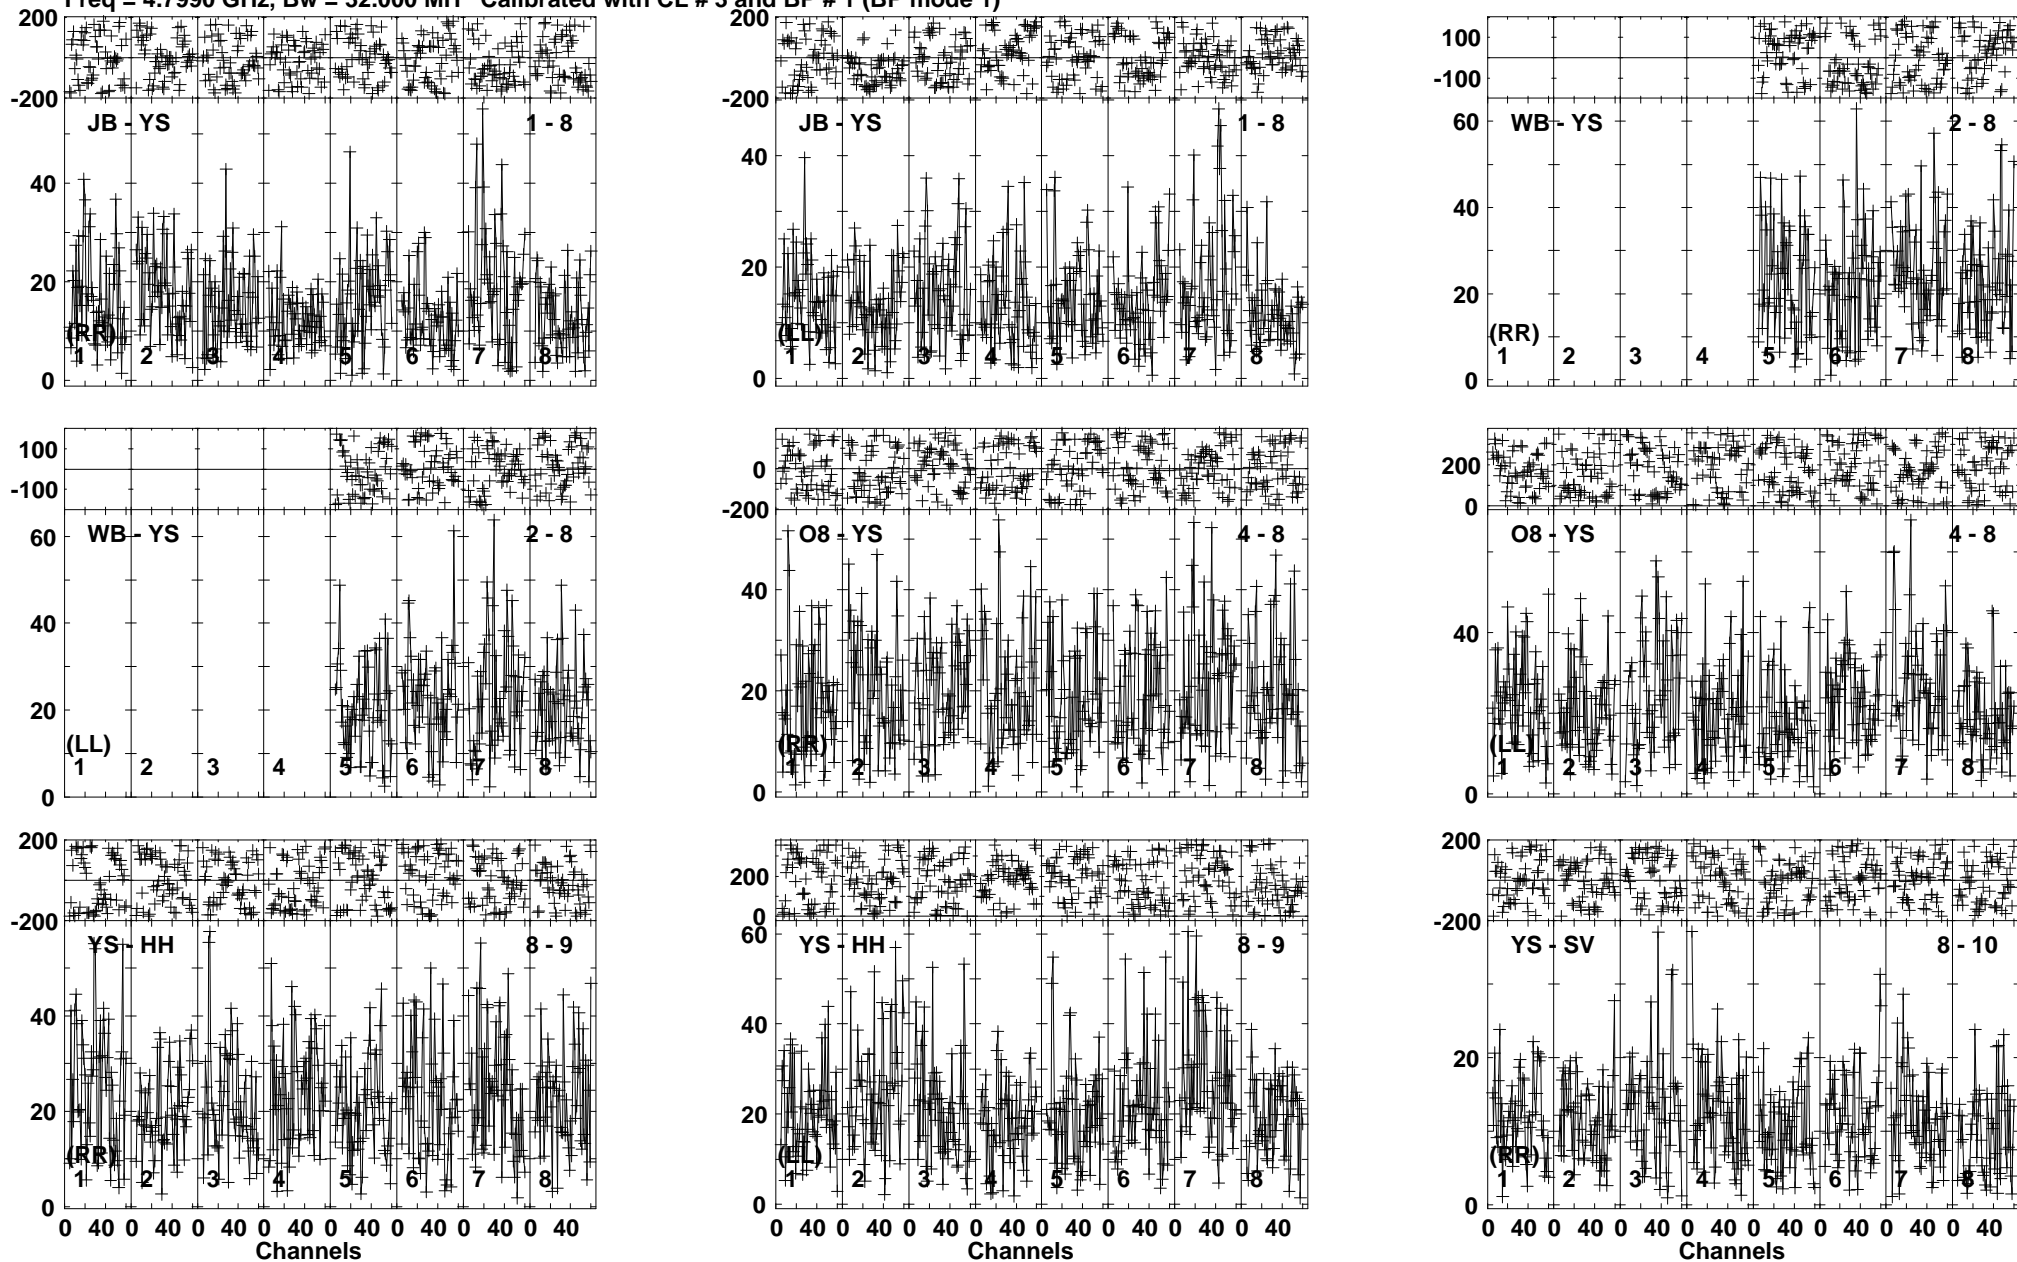 Freq = 4.7990 GHz, Bw = 32.000 MH Calibrated with CL # 3 and BP # 1 (BP mode 1)
200 200 100
-200 -200 -100
JB - YS 1 - 8 JB - YS 1 - 8 WB - YS 2 - 8
60
40 40 40
20 20 20
(RR) (LL) (RR)
1 2 3 4 5 6 7 8 1 2 3 4 5 6 7 8 1 2 3 4 5 6 7 8
0 0 0
100 0 200
-100 -200 0
WB - YS 2 - 8 O8 - YS 4 - 8 O8 - YS 4 - 8
60
40 40 40
20 20
(LL) (RR) (LL)
1 2 3 4 5 6 7 8 1 2 3 4 5 6 7 8 1 2 3 4 5 6 7 8
0 0 0
200 200 200
-200 0 -200
YS - HH 8 - 9 YS - HH 8 - 9 YS - SV 8 - 10
60
40 40
20 20 20
(RR) (LL) (RR)
1 2 3 4 5 6 7 8 1 2 3 4 5 6 7 8 1 2 3 4 5 6 7 8
0 0 0
0 40 0 40 0 40 0 40 0 40 0 40 0 40 0 40 0 40 0 40 0 40 0 40 0 40 0 40 0 40 0 40 0 40 0 40 0 40 0 40 0 40 0 40 0 40 0 40
Channels Channels Channels